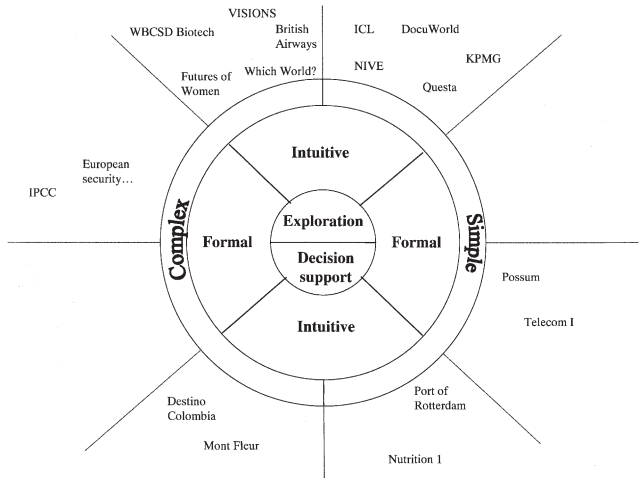 VISIONS
WBCSD Biotech
British
Airways
ICL
DocuWorld
Futures of
Women
Which World?
NIVE
KPMG
Questa
Intuitive
European
security…
IPCC
Complex
Formal
Exploration
Decision
support
Formal
Simple
Possum
Telecom I
Intuitive
Destino
Colombia
Mont Fleur
Port of
Rotterdam
Nutrition 1